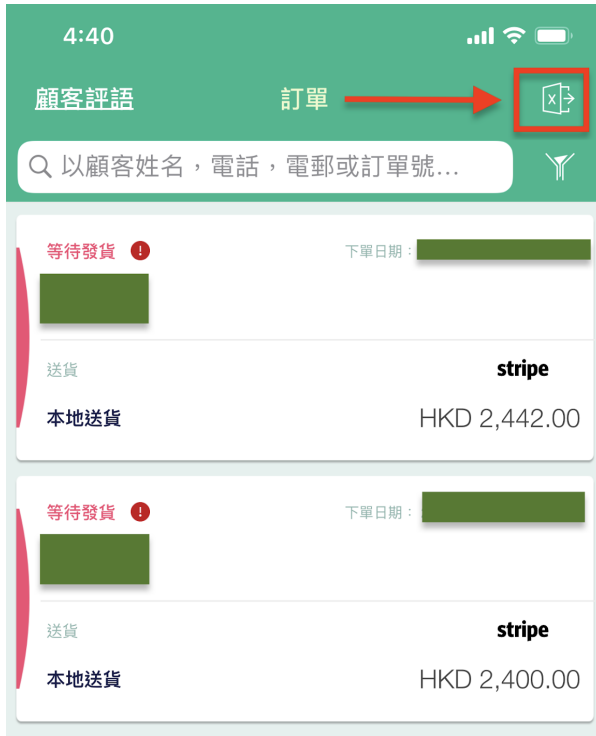 4:40
顧客評語 訂單 X
以顧客姓名，電話，電郵或訂單號...
等待發貨 ! 下單日期：
送貨 stripe
本地送貨 HKD 2,442.00
等待發貨 ! 下單日期：
送貨 stripe
本地送貨 HKD 2,400.00